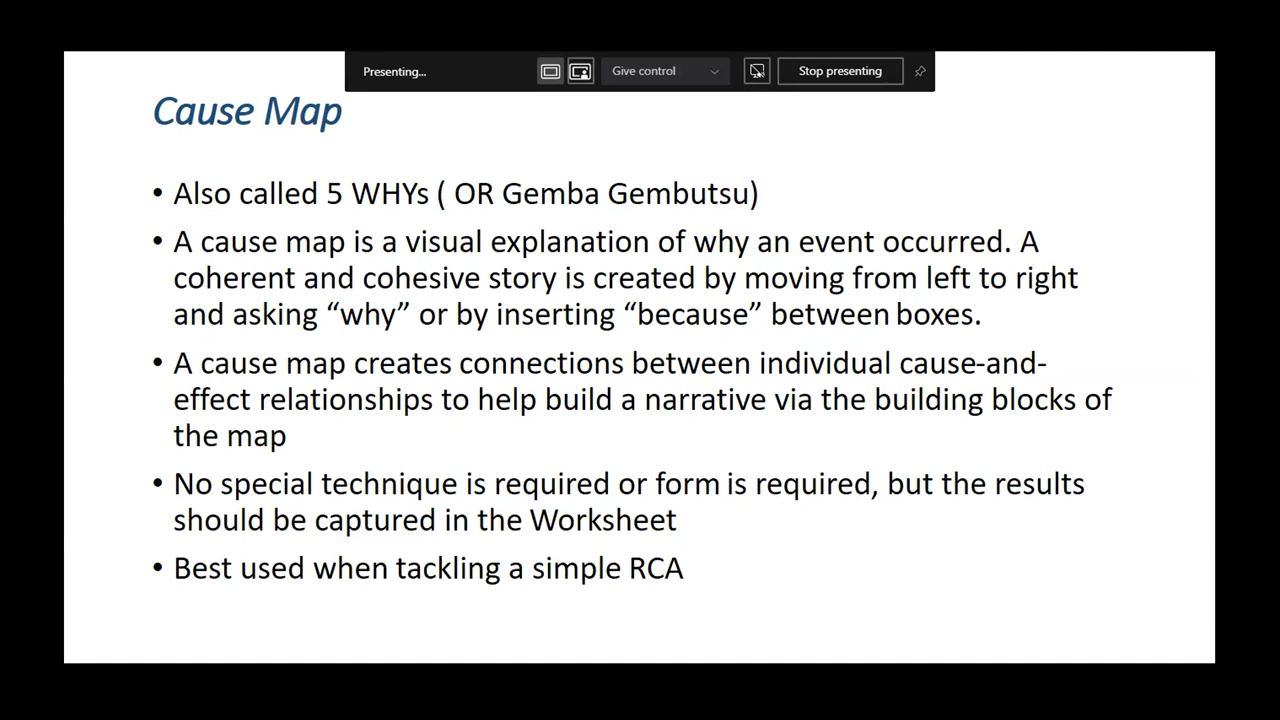 Presenting...
Give control
Stop presenting
Cause Map
• Also called 5 WHYs ( OR Gemba Gembutsu)
• A cause map is a visual explanation of why an event occurred. A
coherent and cohesive story is created by moving from left to right
and asking “why” or by inserting “because” between boxes.
• A cause map creates connections between individual cause-and-
effect relationships to help build a narrative via the building blocks of
the map
• No special technique is required or form is required, but the results
should be captured in the Worksheet
• Best used when tackling a simple RCA